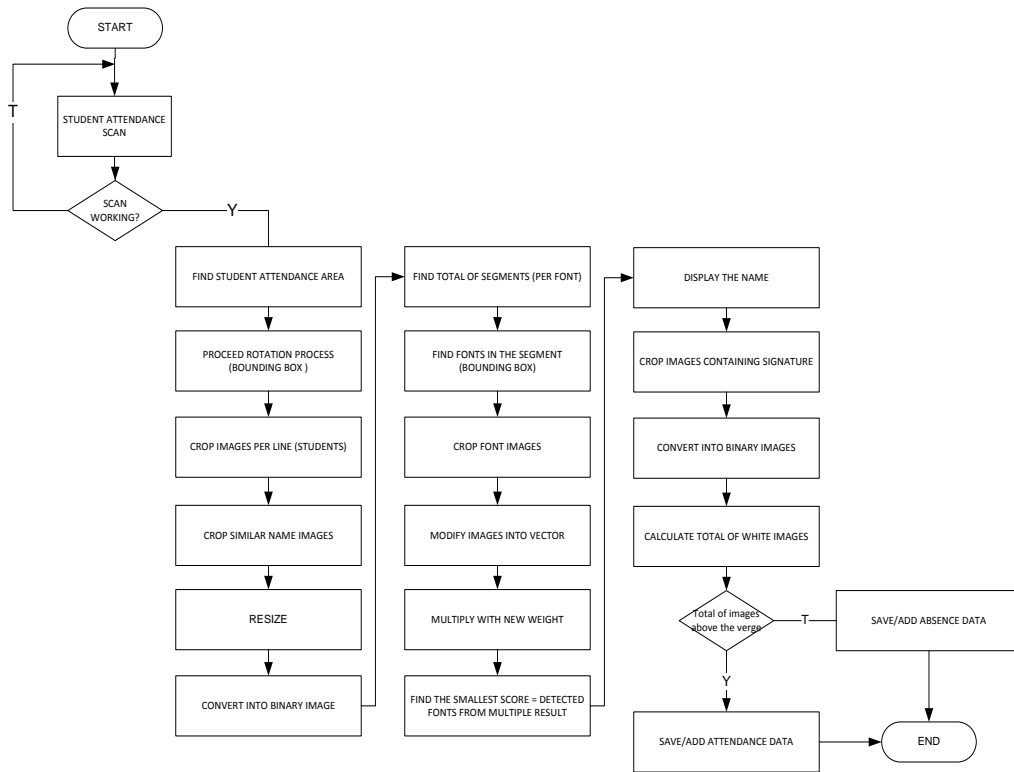 START
T
STUDENT ATTENDANCE
SCAN
SCAN
WORKING?
Y
FIND STUDENT ATTENDANCE AREA
PROCEED ROTATION PROCESS
(BOUNDING BOX )
CROP IMAGES PER LINE (STUDENTS)
CROP SIMILAR NAME IMAGES
RESIZE
CONVERT INTO BINARY IMAGE
FIND TOTAL OF SEGMENTS (PER FONT)
FIND FONTS IN THE SEGMENT
(BOUNDING BOX)
CROP FONT IMAGES
MODIFY IMAGES INTO VECTOR
MULTIPLY WITH NEW WEIGHT
FIND THE SMALLEST SCORE = DETECTED
FONTS FROM MULTIPLE RESULT
DISPLAY THE NAME
CROP IMAGES CONTAINING SIGNATURE
CONVERT INTO BINARY IMAGES
CALCULATE TOTAL OF WHITE IMAGES
Total of images
above the verge
T
SAVE/ADD ABSENCE DATA
Y
SAVE/ADD ATTENDANCE DATA
END